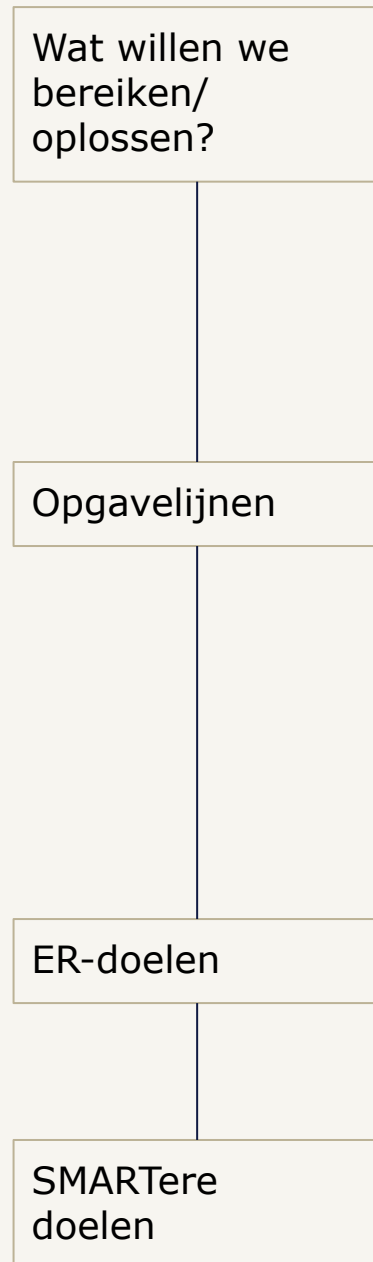 Wat willen we
bereiken/
oplossen?
Opgavelijnen
ER-doelen
SMARTere
doelen